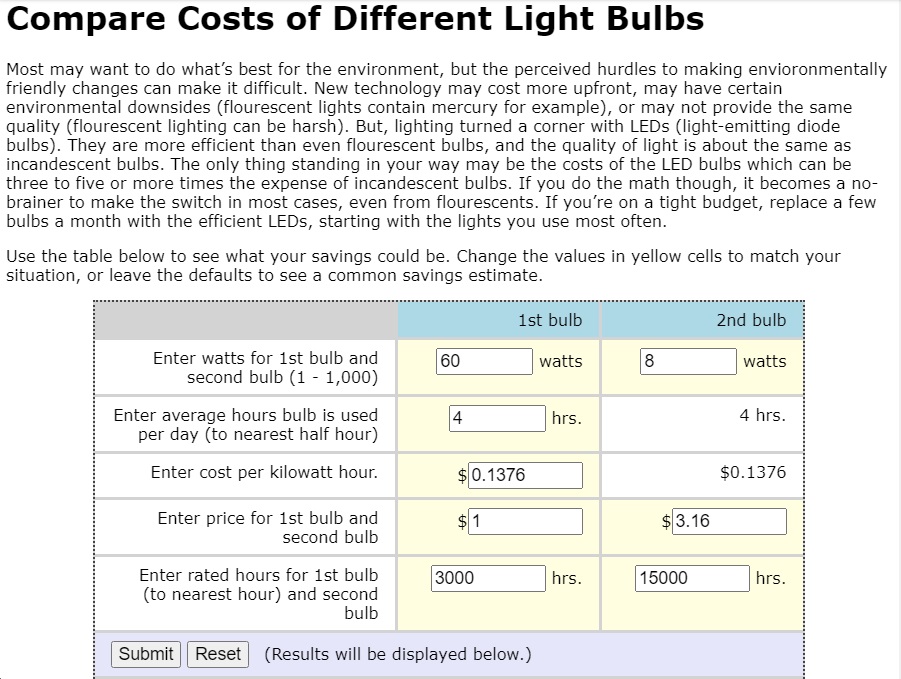 Compare Costs of Different Light Bulbs
Most may want to do what's best for the environment, but the perceived hurdles to making envioronmentally
friendly changes can make it difficult. New technology may cost more upfront, may have certain
environmental downsides (flourescent lights contain mercury for example), or may not provide the same
quality (flourescent lighting can be harsh). But, lighting turned a corner with LEDs (light-emitting diode
bulbs). They are more efficient than even flourescent bulbs, and the quality of light is about the same as
incandescent bulbs. The only thing standing in your way may be the costs of the LED bulbs which can be
three to five or more times the expense of incandescent bulbs. If you do the math though, it becomes a no-
brainer to make the switch in most cases, even from flourescents. If you're on a tight budget, replace a few
bulbs a month with the efficient LEDs, starting with the lights you use most often.
Use the table below to see what your savings could be. Change the values in yellow cells to match your
situation, or leave the defaults to see a common savings estimate.
1st bulb 2nd bulb
Enter watts for 1st bulb and
second bulb (1 - 1,000)
60 watts 8 watts
Enter average hours bulb is used
per day (to nearest half hour)
4 hrs. 4 hrs.
Enter cost per kilowatt hour. $0.1376 $0.1376
Enter price for 1st bulb and
second bulb
$1 $3.16
Enter rated hours for 1st bulb
(to nearest hour) and second
bulb
3000 hrs. 15000 hrs.
Submit Reset (Results will be displayed below.)